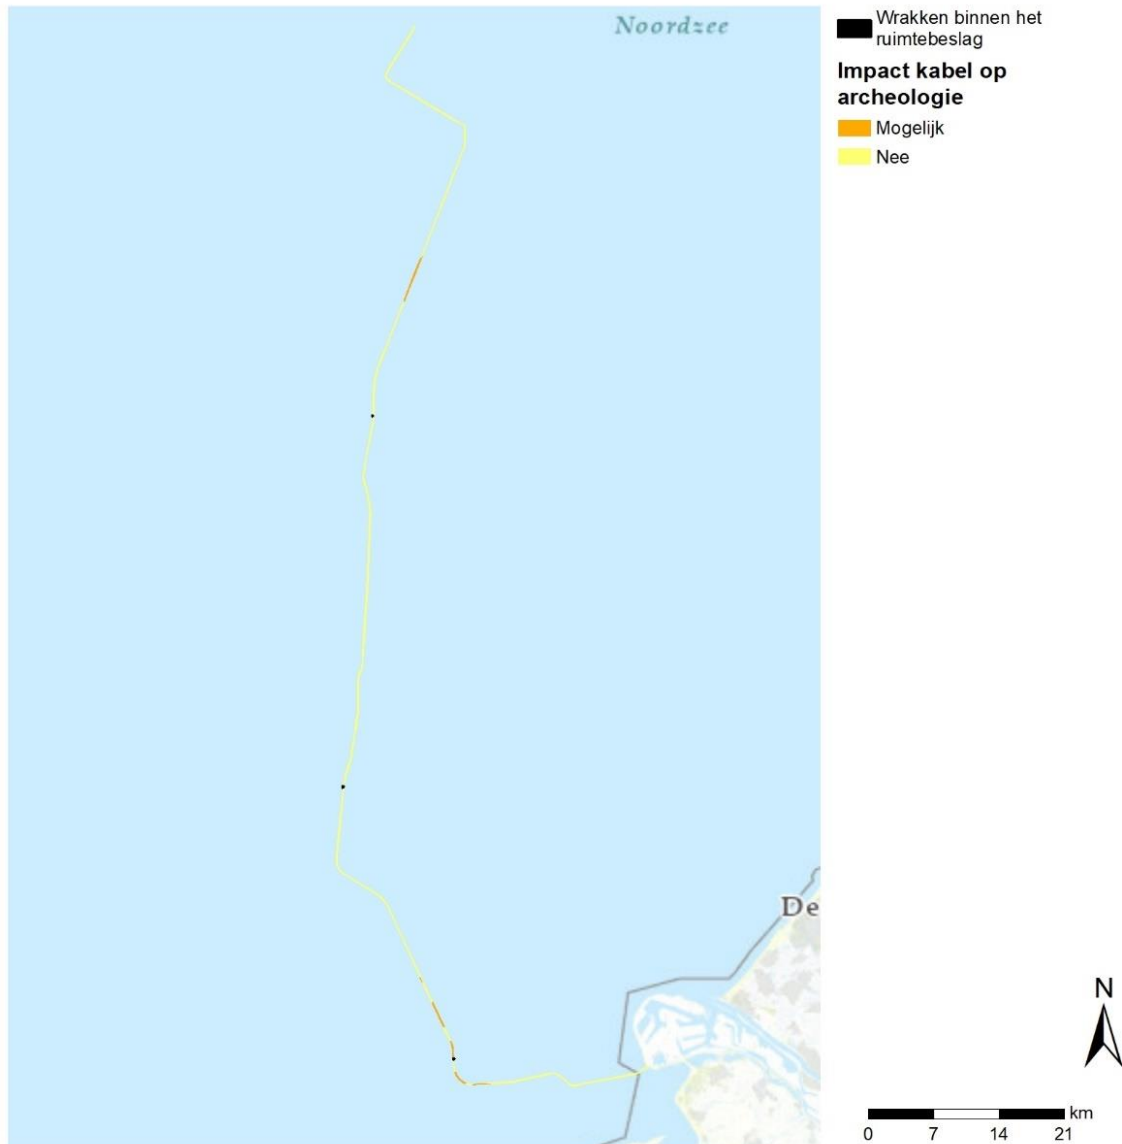 Noordzee
Wrakken binnen het
ruimtebeslag
Impact kabel op
archeologie
Mogelijk
Nee
De
N
km
0 7 14 21